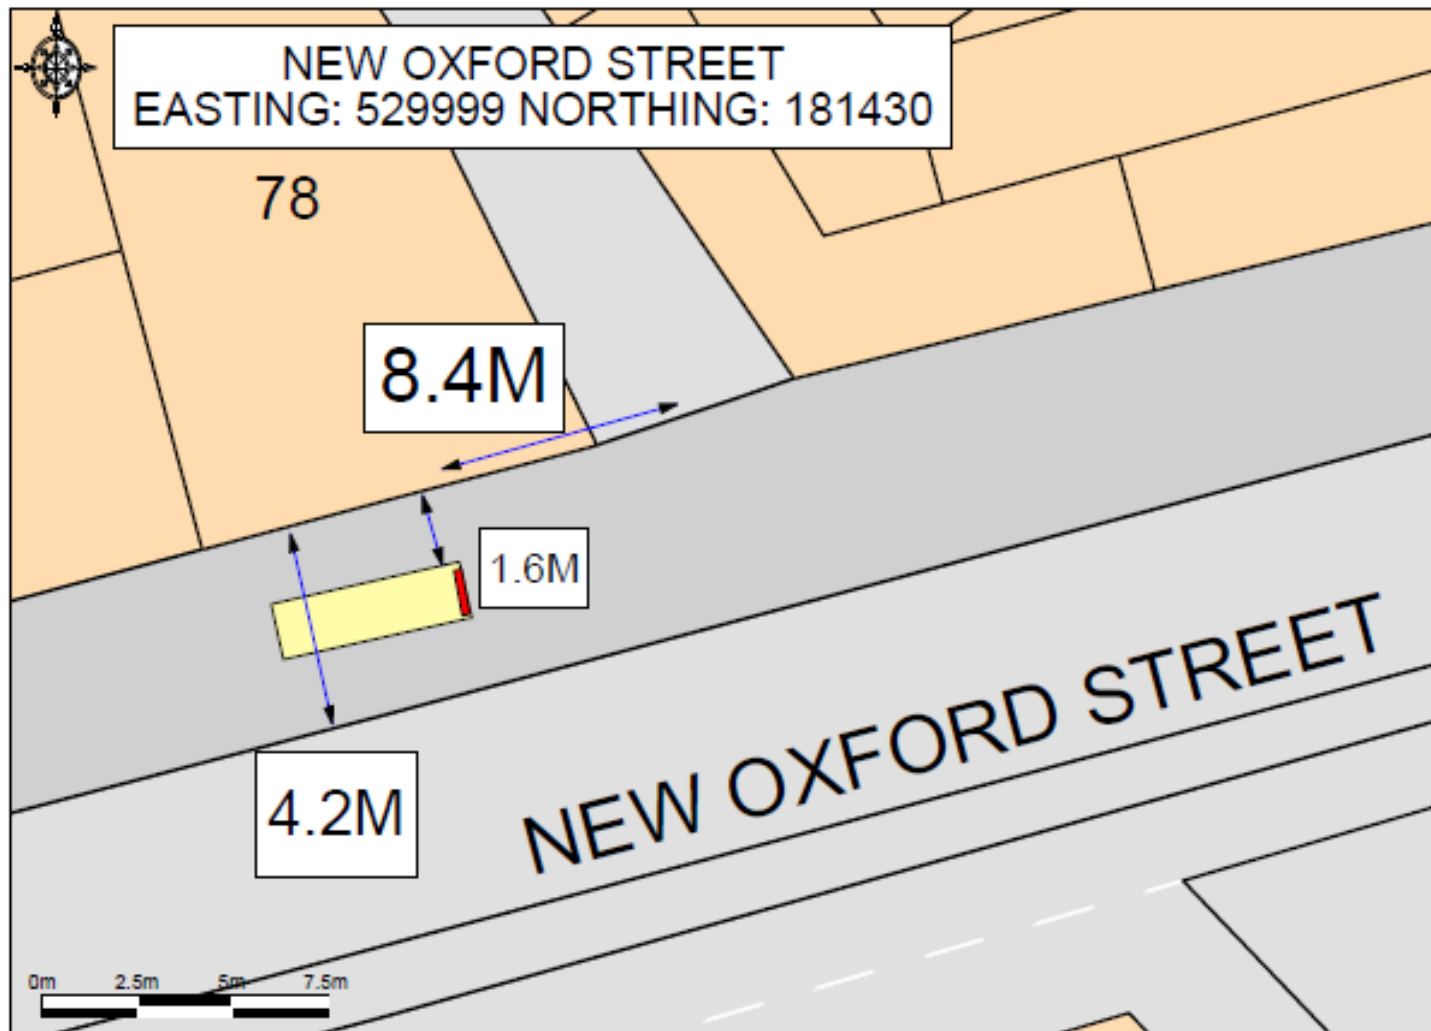 NEW OXFORD STREET
EASTING: 529999 NORTHING: 181430
78
8.4M
1.6M
4.2M
NEW OXFORD STREET
0m 2.5m 5m 7.5m